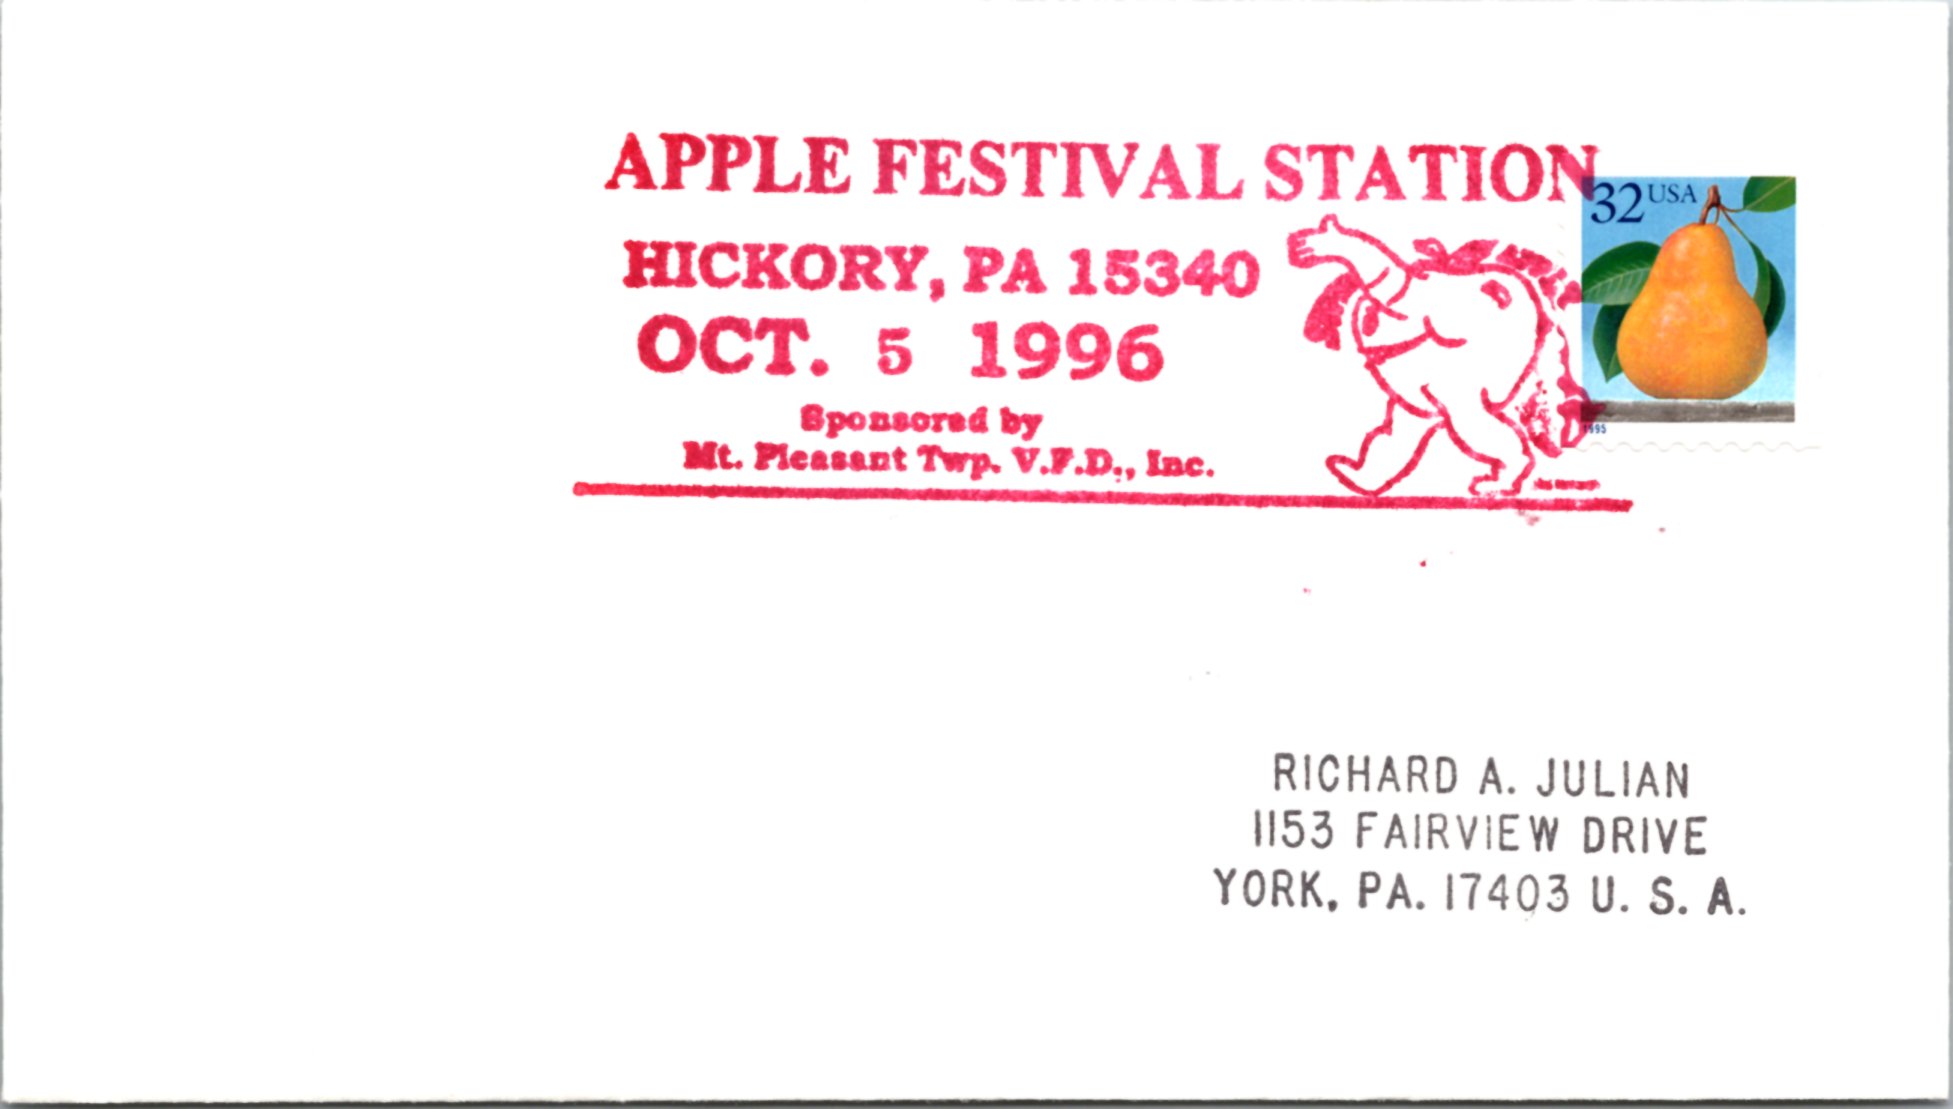 APPLE FESTIVAL STATION
HICKORY, PA 15340
OCT. 5 1996
Sponsored by
Mt. Pleasant Twp. V.F.D., Inc.
32 USA
1995
RICHARD A. JULIAN
1153 FAIRVIEW DRIVE
YORK, PA. 17403 U. S. A.